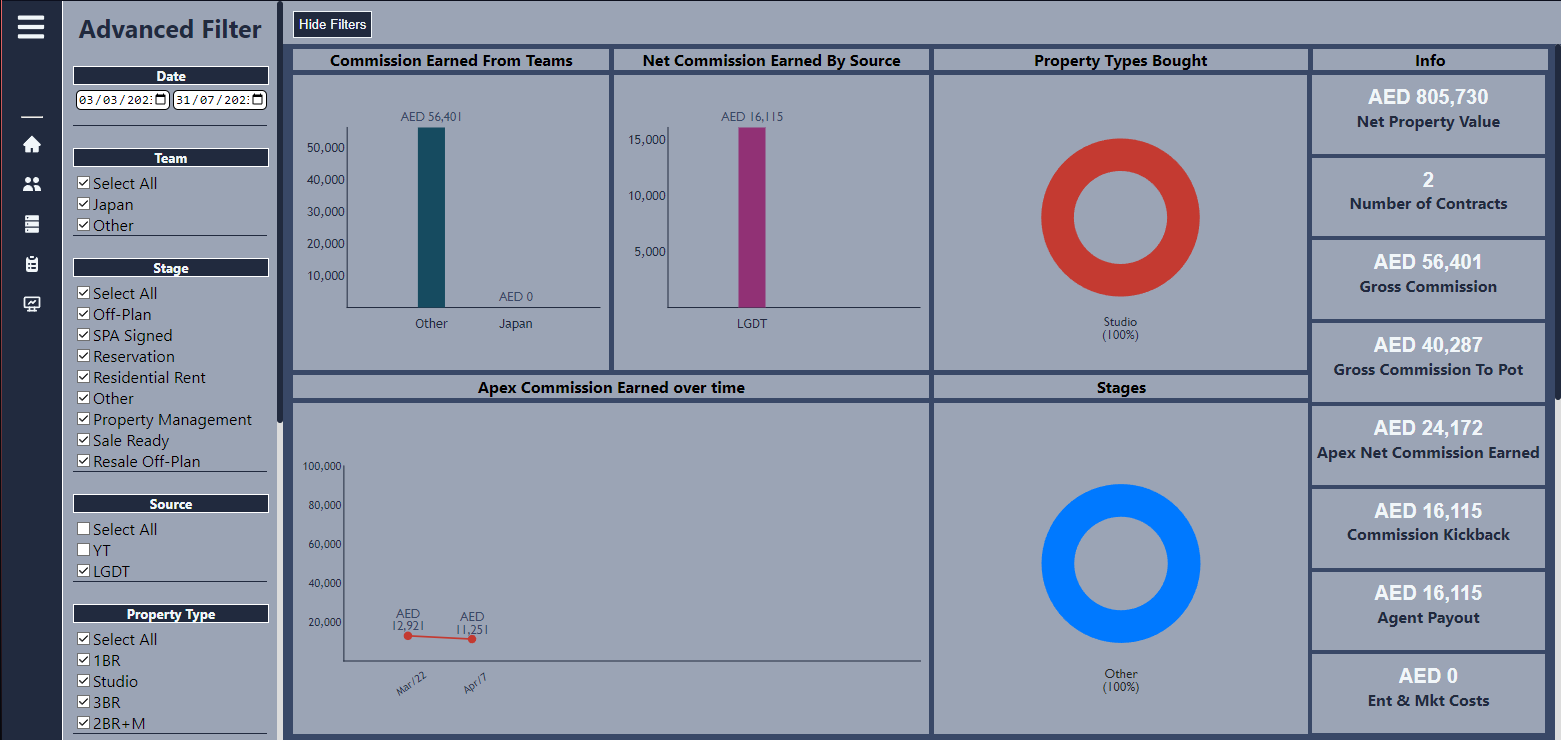 Advanced Filter
Date
03/03/202
31/07/202
Team
Select All
Japan
Other
Stage
Select All
Off-Plan
SPA Signed
Reservation
Residential Rent
Other
Property Management
Sale Ready
Resale Off-Plan
Source
Select All
YT
LGDT
Property Type
Select All
1BR
Studio
3BR
2BR+M
Hide Filters
Commission Earned From Teams
AED 56,401
50,000
40,000
30,000
20,000
10,000
AED 0
Other
Japan
Net Commission Earned By Source
AED 16,115
15,000
10,000
5,000
LGDT
Property Types Bought
Studio
(100%)
Apex Commission Earned over time
100,000
80,000
60,000
40,000
20,000
AED
12,921
AED
11,251
Mar/22
Apr/7
Stages
Other
(100%)
Info
AED 805,730
Net Property Value
2
Number of Contracts
AED 56,401
Gross Commission
AED 40,287
Gross Commission To Pot
AED 24,172
Apex Net Commission Earned
AED 16,115
Commission Kickback
AED 16,115
Agent Payout
AED 0
Ent & Mkt Costs